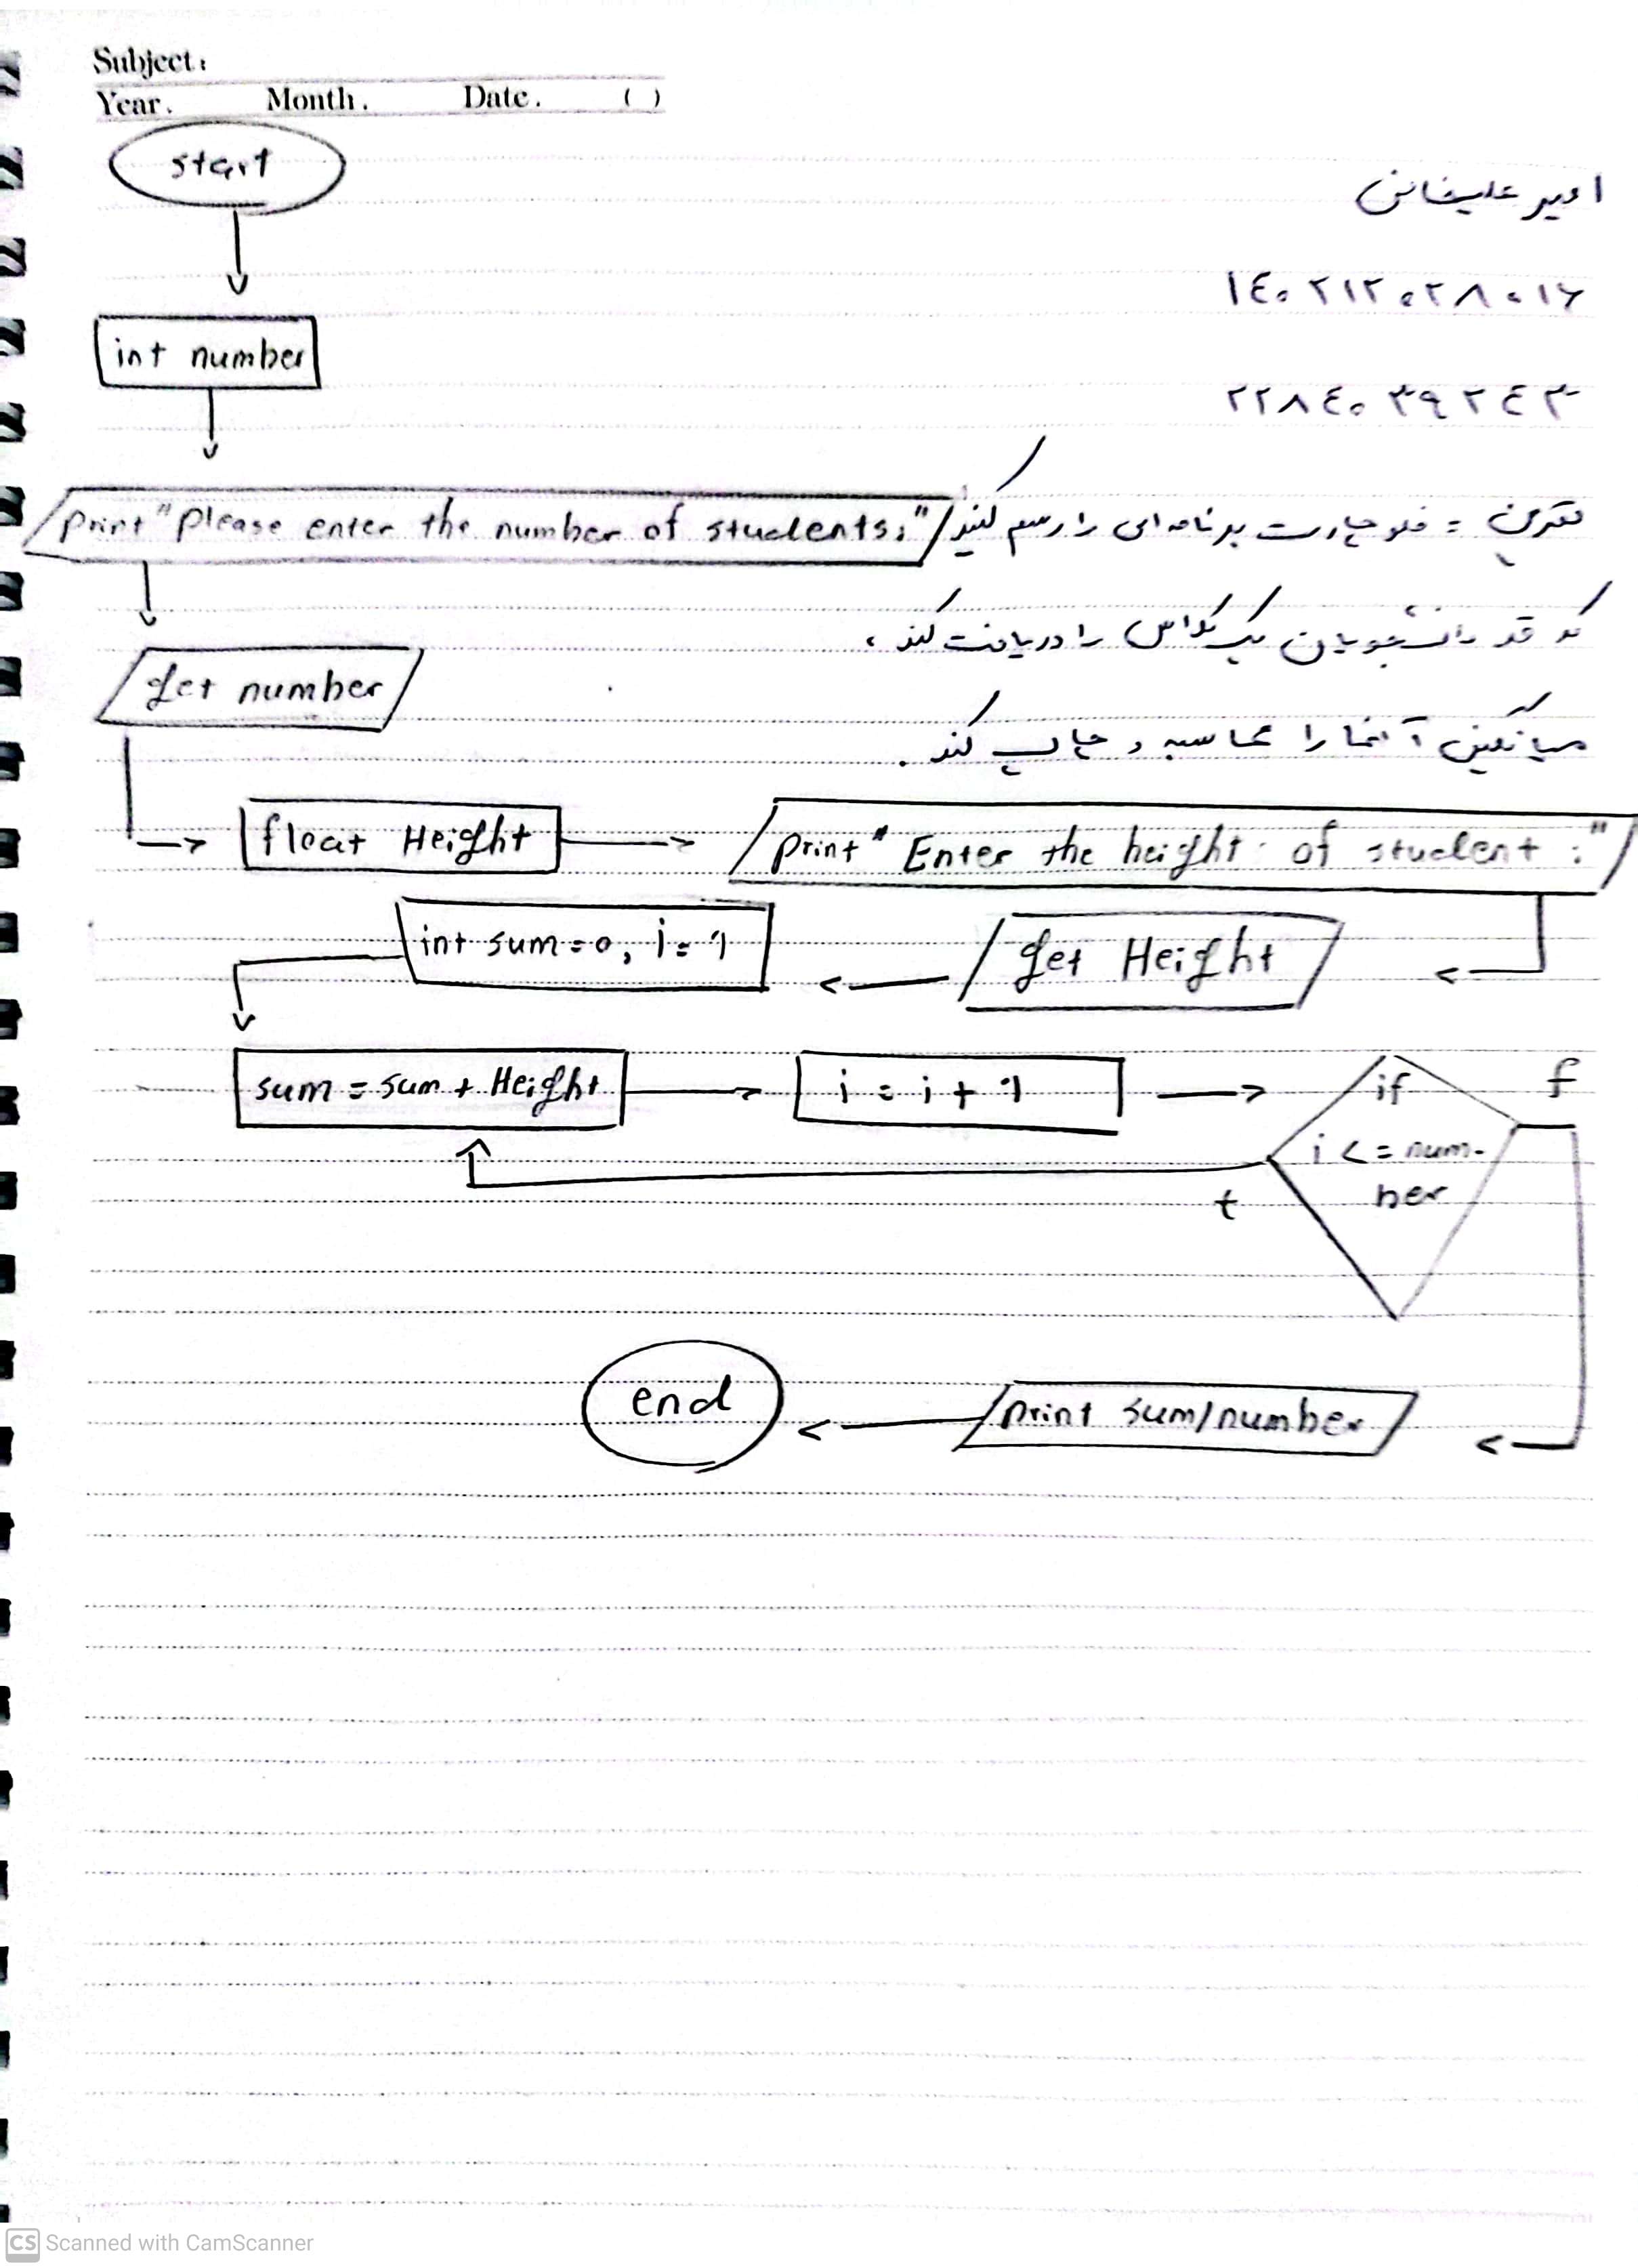 Subject:
Year. Month. Date. ( )
start
امیر علیخانی
۱۴۰۲۱۲۰۲۸۰۱۶
int number
۲۲۸۴۰۳۹۲۴۳
print "please enter the number of students:"
تمرین = فلوچارت برنامه ای را رسم کنید
که قد دانشجویان یک کلاس را دریافت کند ،
get number
میانگین آنها را محاسبه و چاپ کند .
float Height
print "Enter the height of student :"
int sum=0, i=1
get Height
sum = sum + Height
i = i + 1
if
i <= num-
ber
f
t
end
print sum/number
CS Scanned with CamScanner